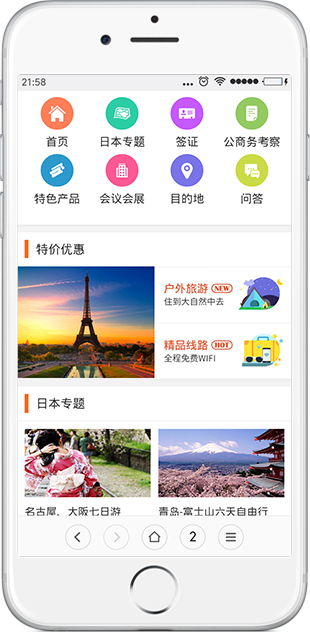 21:58
首页 日本专题 签证 公商务考察
特色产品 会议会展 目的地 问答
特价优惠
户外旅游 NEW
住到大自然中去
精品线路 HOT
全程免费WIFI
日本专题
名古屋、大阪七日游 青岛-富士山六天自由行
2